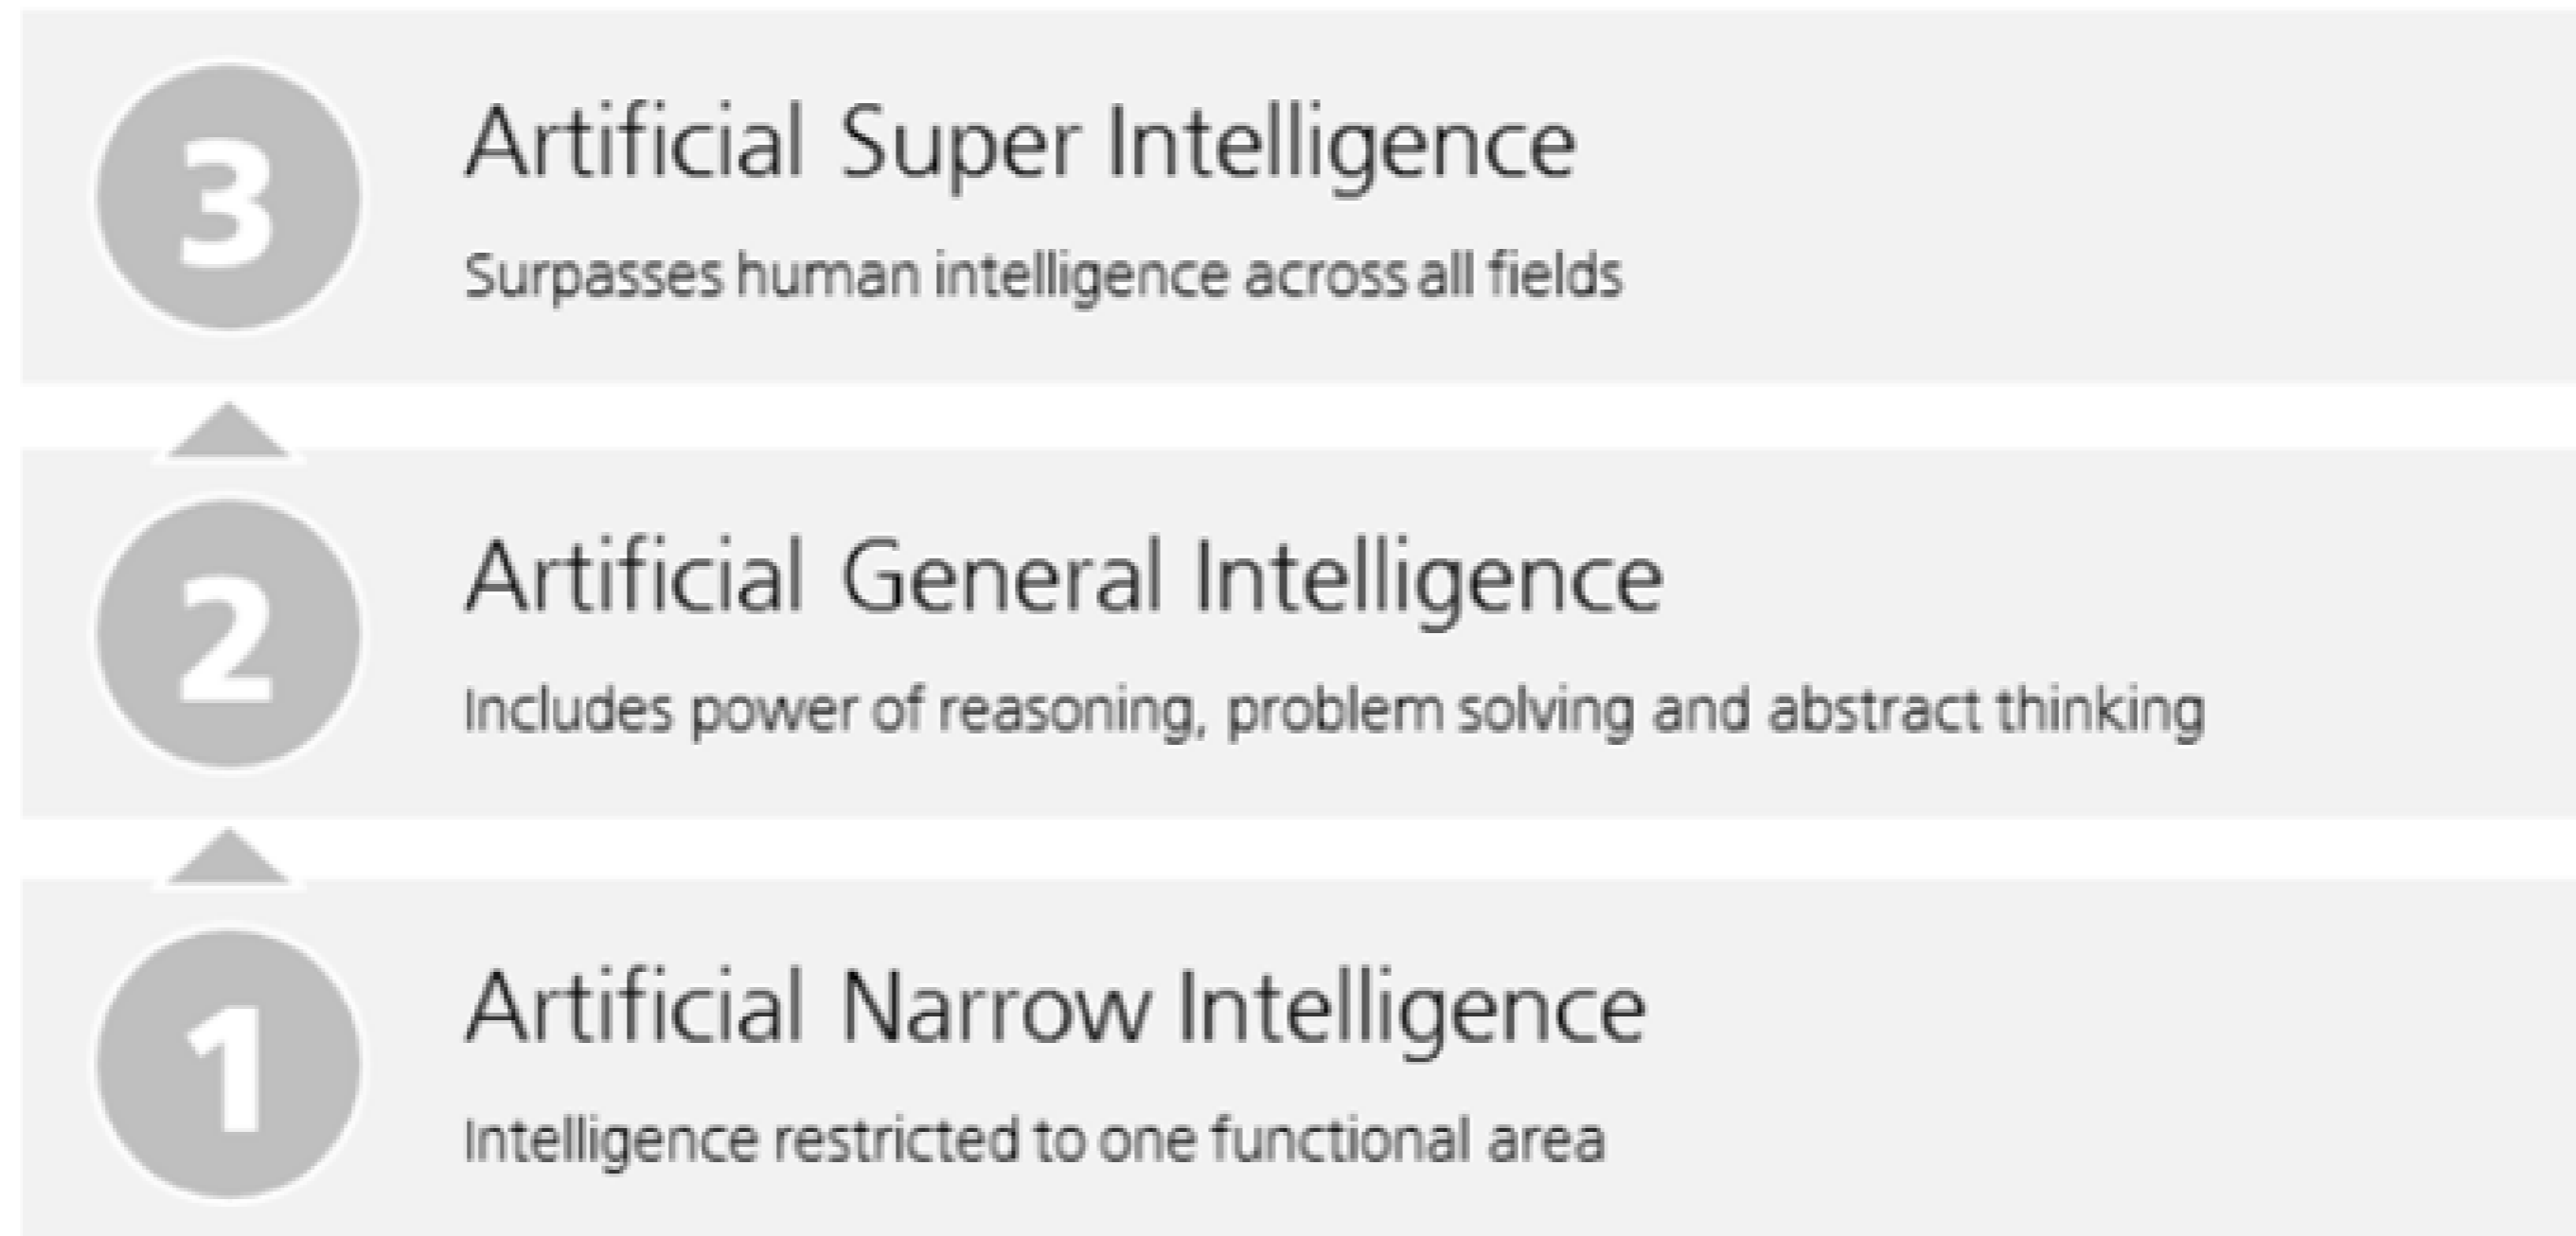 3
Artificial Super Intelligence
Surpasses human intelligence across all fields
2
Artificial General Intelligence
Includes power of reasoning, problem solving and abstract thinking
1
Artificial Narrow Intelligence
Intelligence restricted to one functional area